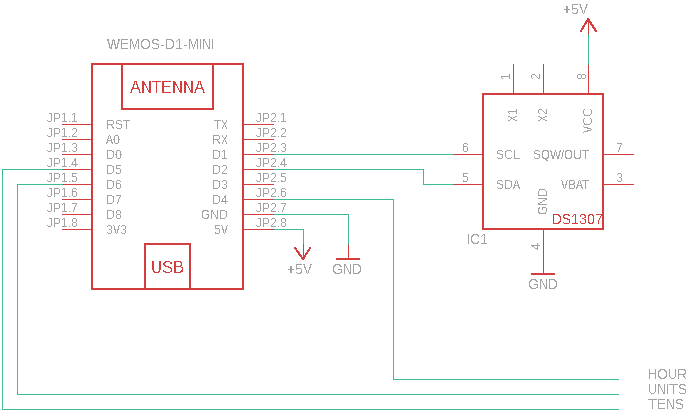 +5V
WEMOS-D1-MINI
ANTENNA
JP1.1 RST TX JP2.1
JP1.2 A0 RX JP2.2
JP1.3 D0 D1 JP2.3
JP1.4 D5 D2 JP2.4
JP1.5 D6 D3 JP2.5
JP1.6 D7 D4 JP2.6
JP1.7 D8 GND JP2.7
JP1.8 3V3 5V JP2.8
USB
+5V
GND
1 2 8
X1 X2 VCC
6 SCL SQW/OUT 7
5 SDA VBAT 3
GND
DS1307
IC1
4
GND
HOUR
UNITS
TENS